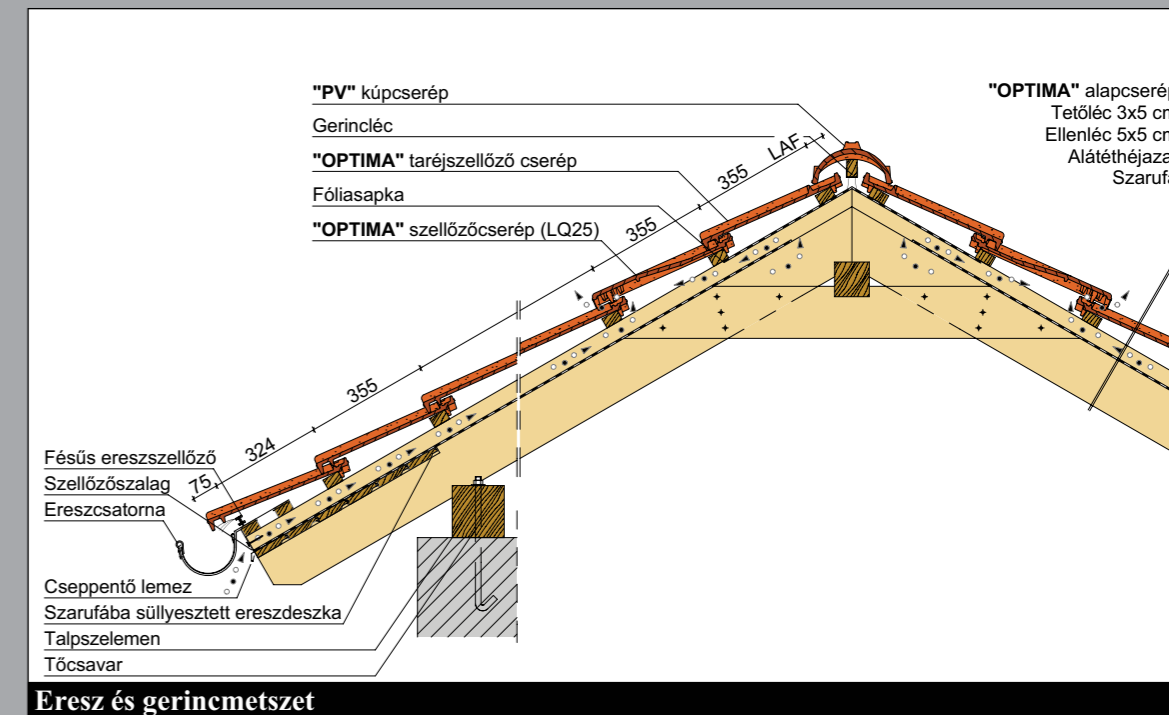 "PV" kúpcserép
Gerincléc
"OPTIMA" taréjszellőző cserép
Fóliasapka
"OPTIMA" szellőzőcserép (LQ25)
"OPTIMA" alapcserép
Tetőléc 3x5 cm
Ellenléc 5x5 cm
LAF
355
355
355
324
75
Fésűs ereszszellőző
Szellőzőszalag
Ereszcsatorna
Cseppentő lemez
Szarufába süllyesztett ereszdeszka
Talpszelemen
Tőcsavar
Eresz és gerincmetszet